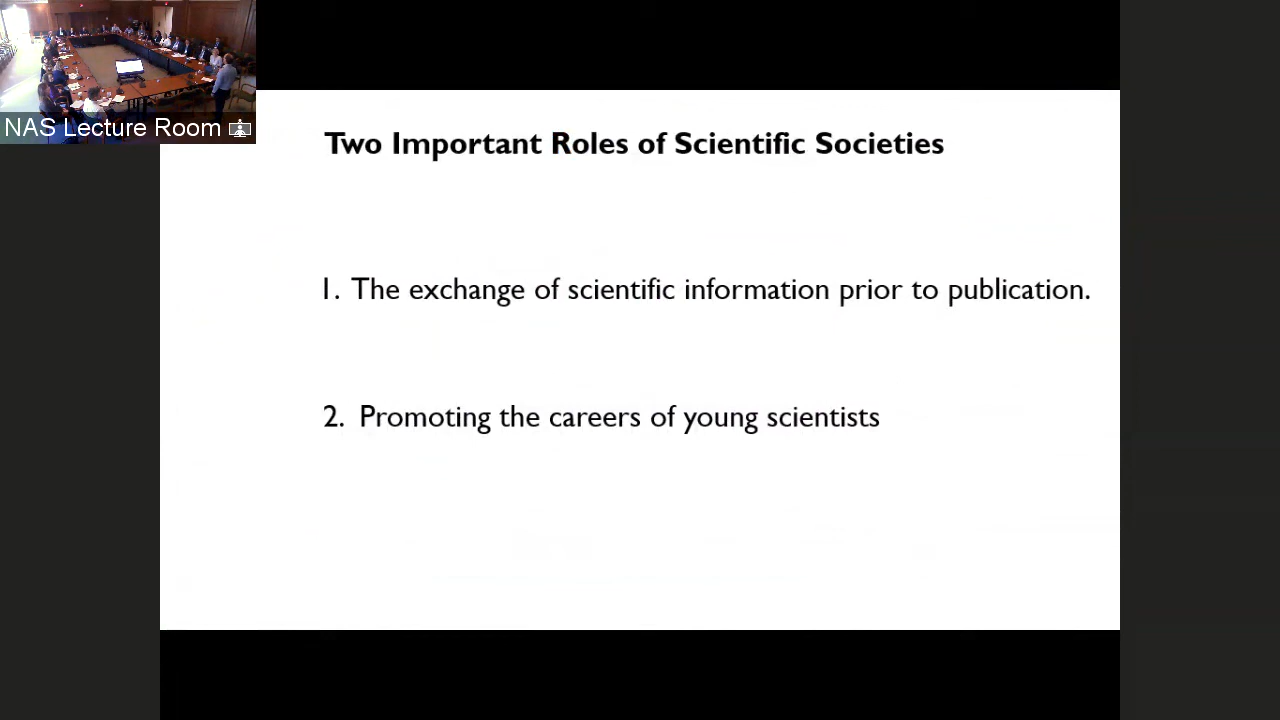 NAS Lecture Room
Two Important Roles of Scientific Societies
1. The exchange of scientific information prior to publication.
2. Promoting the careers of young scientists